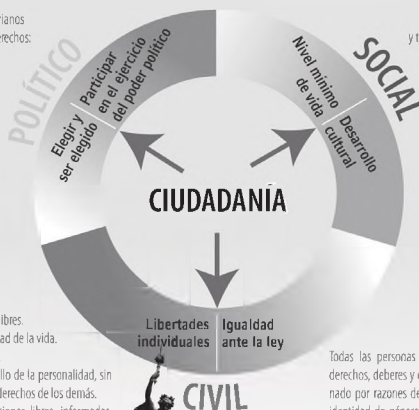 rianos
rechos:
y t
POLÍTICO
Elegir y
ser elegido
Participar
en el ejercicio
del poder político
SOCIAL
Nivel mínimo
de vida
Desarrollo
cultural
CIUDADANÍA
Libertades
individuales
Igualdad
ante la ley
CIVIL
ibres.
ad de la vida.
llo de la personalidad, sin
derechos de los demás.
Todas las personas
derechos, deberes y
nado por razones de